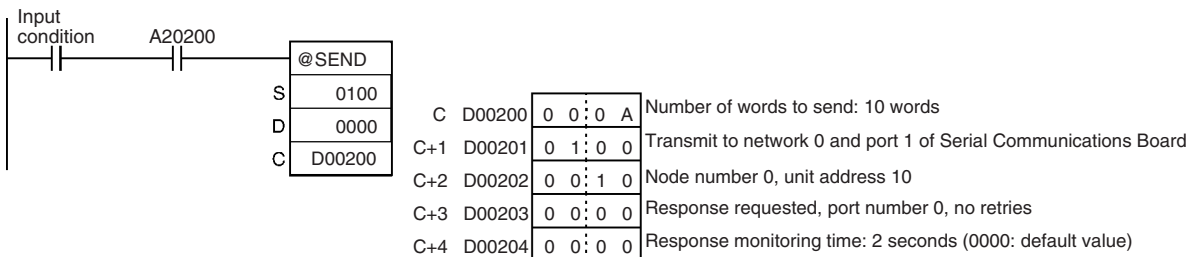 Input
condition
A20200
@SEND
S 0100
D 0000
C D00200
C D00200 0 0 0 A Number of words to send: 10 words
C+1 D00201 0 1 0 0 Transmit to network 0 and port 1 of Serial Communications Board
C+2 D00202 0 0 1 0 Node number 0, unit address 10
C+3 D00203 0 0 0 0 Response requested, port number 0, no retries
C+4 D00204 0 0 0 0 Response monitoring time: 2 seconds (0000: default value)